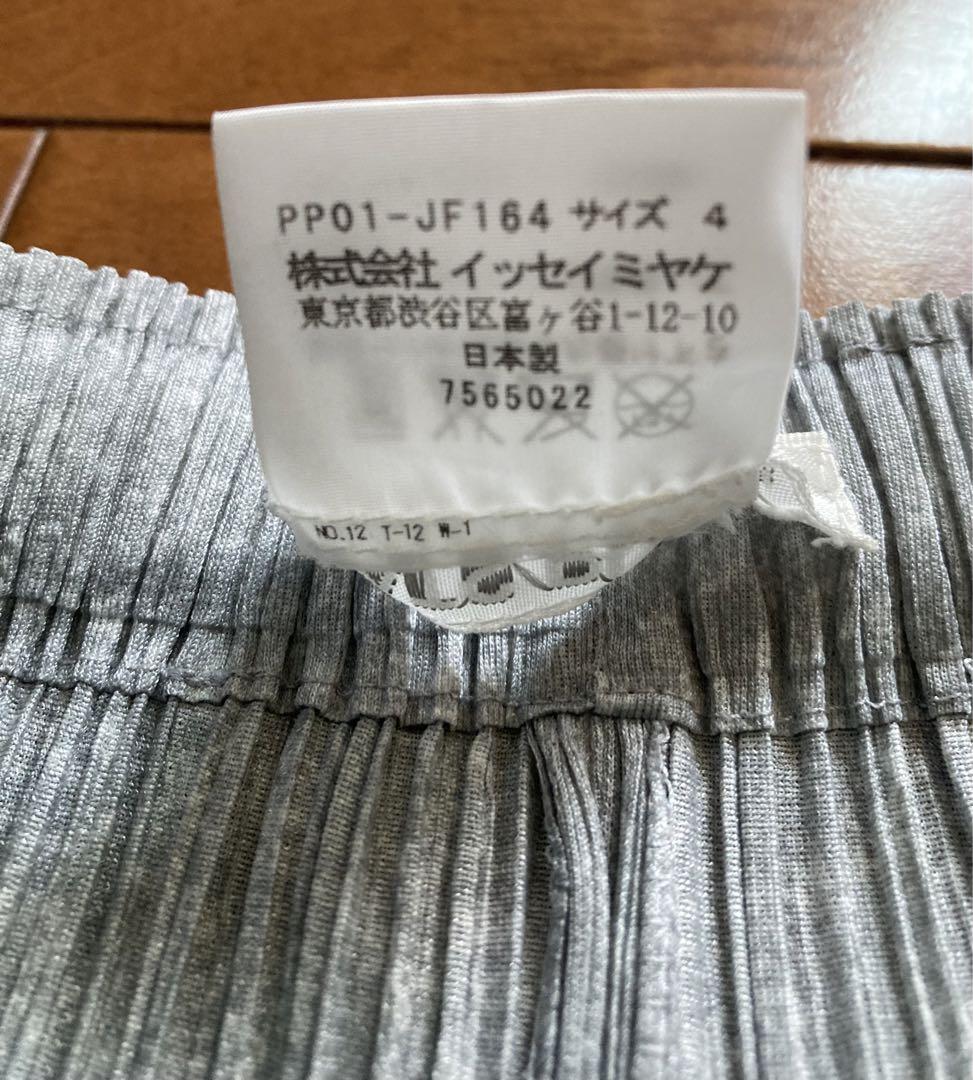 PP01-JF164 サイズ 4
株式会社 イッセイミヤケ
東京都渋谷区富ヶ谷1-12-10
日本製
7565022
NO.12 T-12 W-1